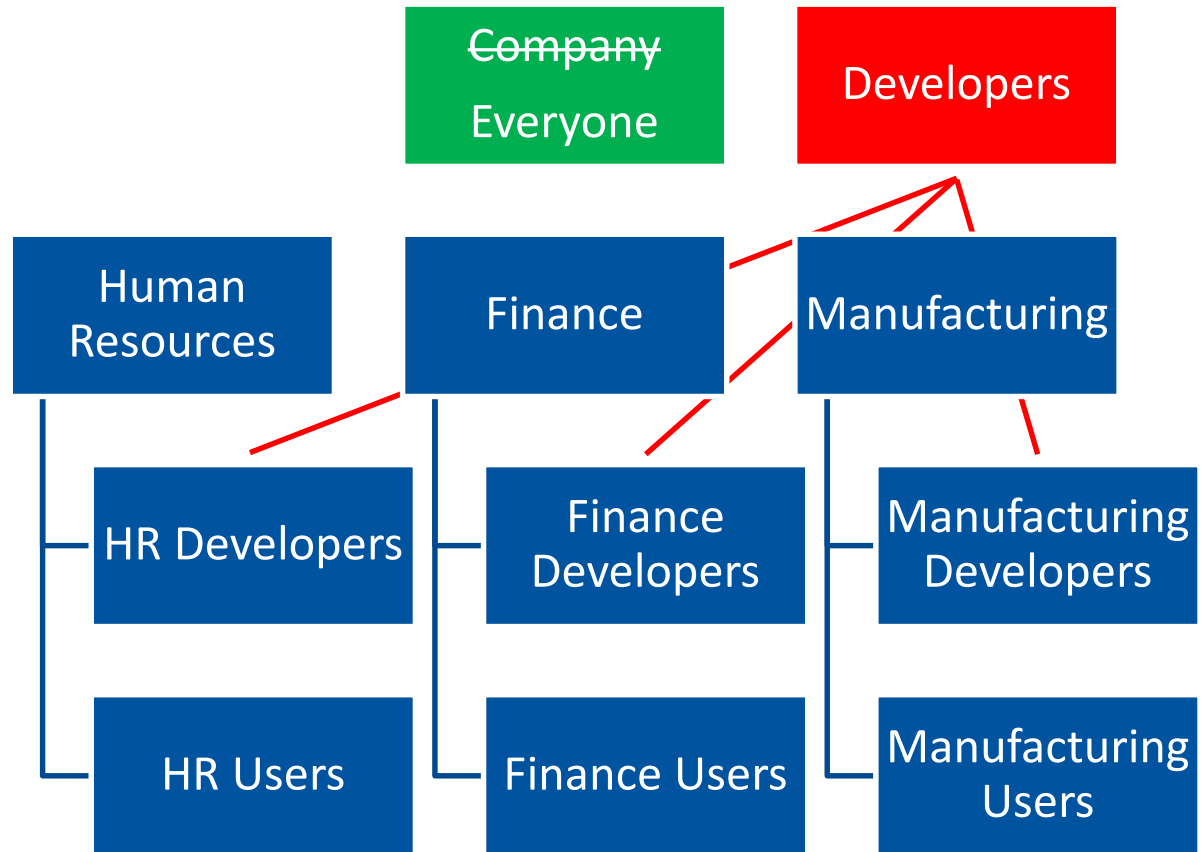 Company
Everyone
Developers
Human
Resources
Finance
Manufacturing
HR Developers
Finance
Developers
Manufacturing
Developers
HR Users
Finance Users
Manufacturing
Users